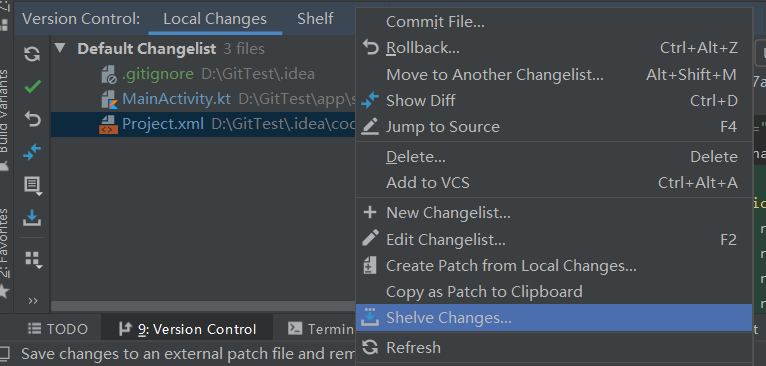 Version Control: Local Changes Shelf
Default Changelist 3 files
.gitignore D:\GitTest\.idea
MainActivity.kt D:\GitTest\app\s
Project.xml D:\GitTest\.idea\cod
Build Variants
2: Favorites
Commit File...
Rollback... Ctrl+Alt+Z
Move to Another Changelist... Alt+Shift+M
Show Diff Ctrl+D
Jump to Source F4
Delete... Delete
Add to VCS Ctrl+Alt+A
New Changelist...
Edit Changelist... F2
Create Patch from Local Changes...
Copy as Patch to Clipboard
Shelve Changes...
Refresh
TODO 9: Version Control Termin
Save changes to an external patch file and rem